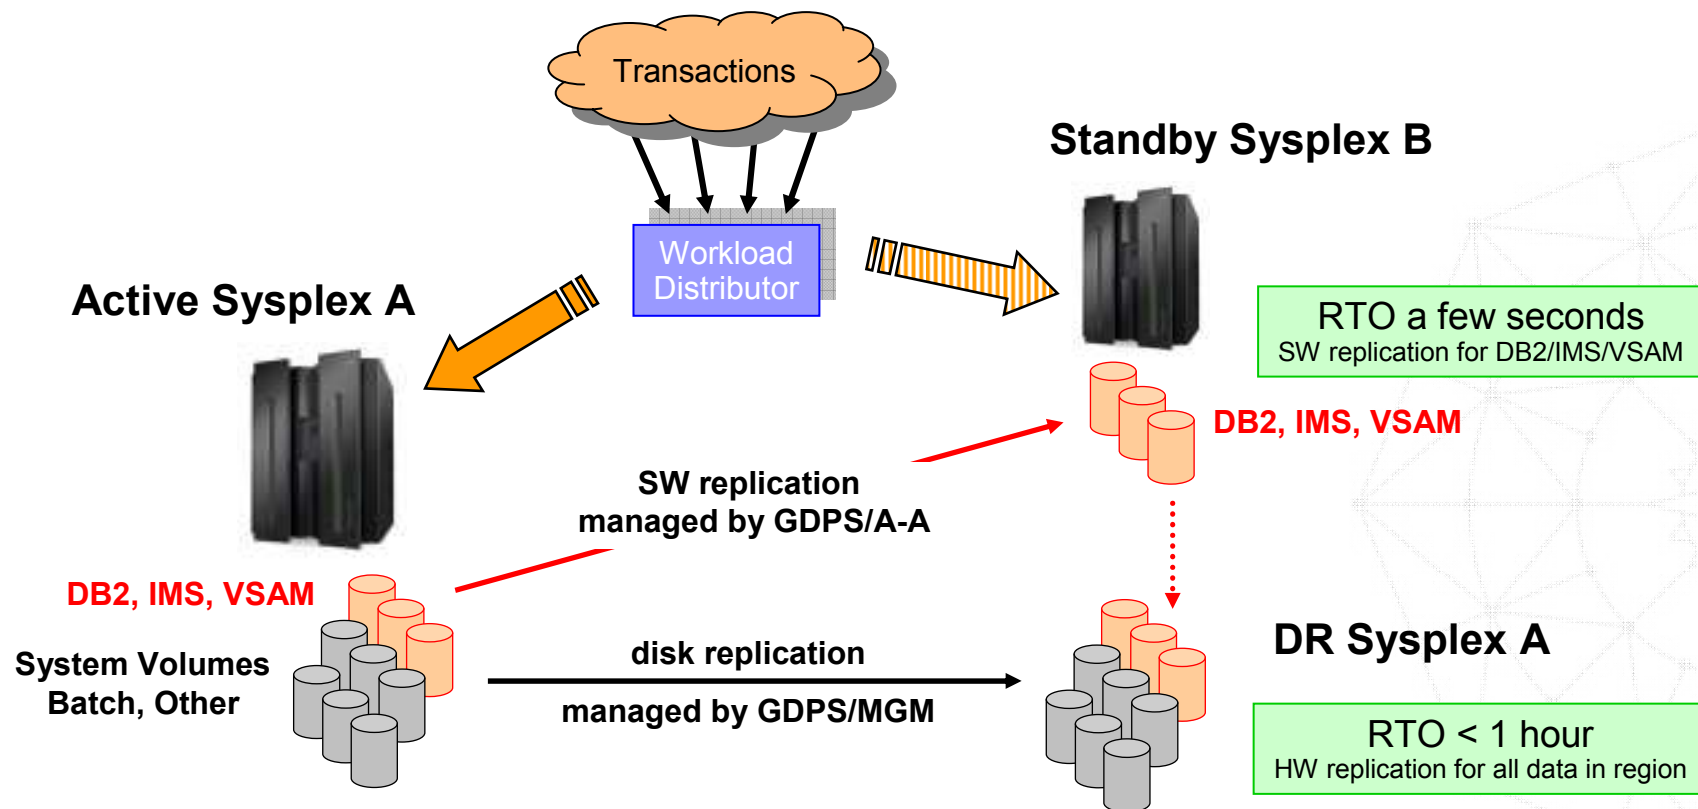 Transactions
Standby Sysplex B
Workload
Distributor
Active Sysplex A
RTO a few seconds
SW replication for DB2/IMS/VSAM
DB2, IMS, VSAM
SW replication
managed by GDPS/A-A
DB2, IMS, VSAM
System Volumes
Batch, Other
disk replication
managed by GDPS/MGM
DR Sysplex A
RTO < 1 hour
HW replication for all data in region